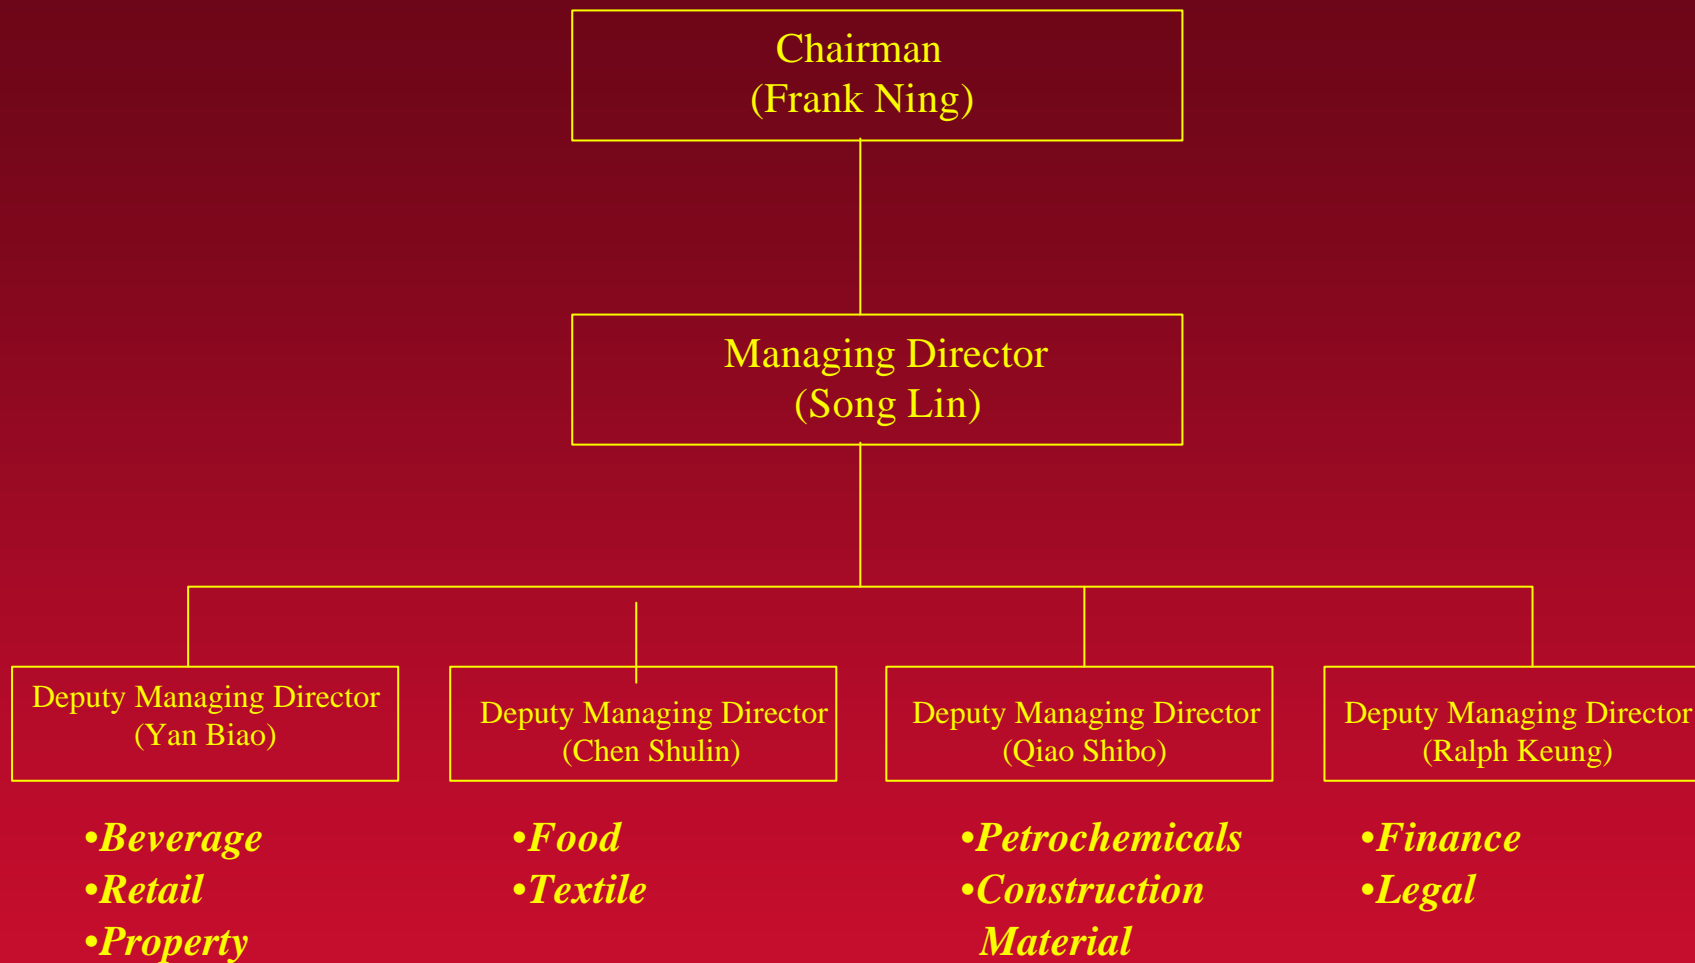 Chairman
(Frank Ning)
Managing Director
(Song Lin)
Deputy Managing Director
(Yan Biao)
•Beverage
•Retail
•Property
Deputy Managing Director
(Chen Shulin)
•Food
•Textile
Deputy Managing Director
(Qiao Shibo)
•Petrochemicals
•Construction
Material
Deputy Managing Director
(Ralph Keung)
•Finance
•Legal